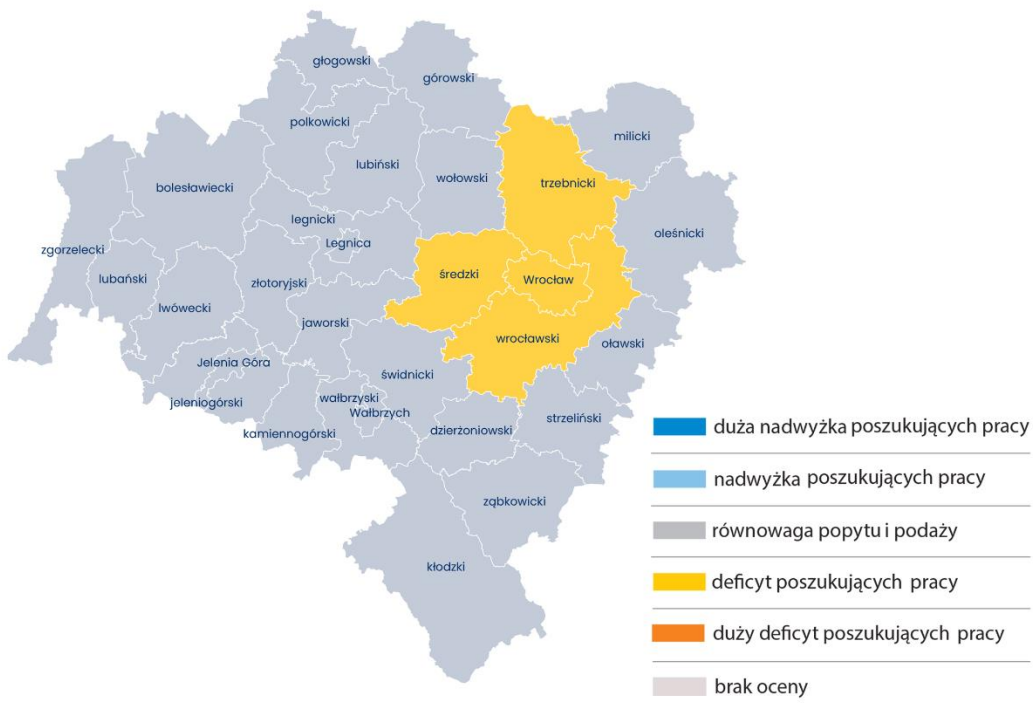 głogowski
górowski
polkowicki
milicki
lubiński
wołowski
trzebnicki
bolesławiecki
legnicki
oleśnicki
Legnica
zgorzelecki
średzki
Wrocław
lubański
złotoryjski
lwówecki
jaworski
wrocławski
oławski
Jelenia Góra
świdnicki
jeleniogórski
wałbrzyski
Wałbrzych
strzeliński
kamiennogórski
dzierżoniowski
ząbkowicki
kłodzki
duża nadwyżka poszukujących pracy
nadwyżka poszukujących pracy
równowaga popytu i podaży
deficyt poszukujących pracy
duży deficyt poszukujących pracy
brak oceny